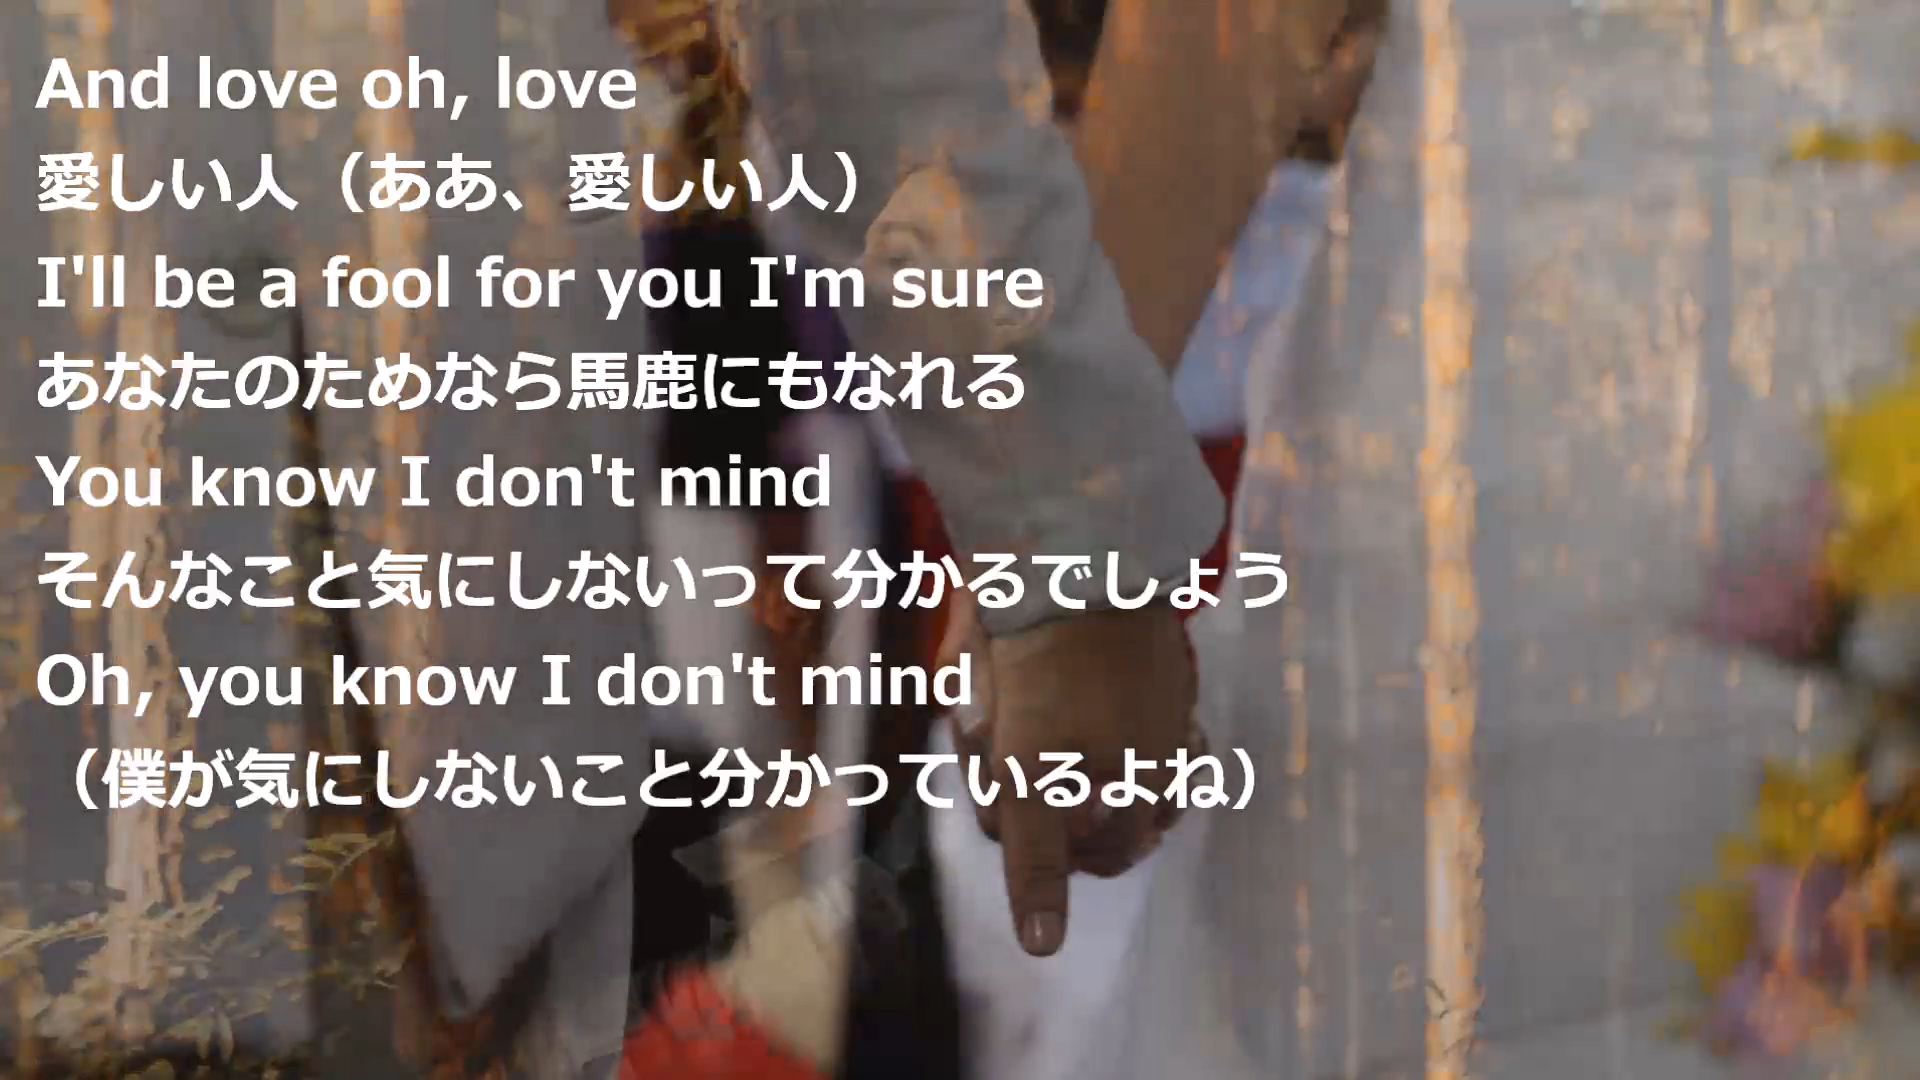 And love oh, love
愛しい人（ああ、愛しい人）
I'll be a fool for you I'm sure
あなたのためなら馬鹿にもなれる
You know I don't mind
そんなこと気にしないって分かるでしょう
Oh, you know I don't mind
（僕が気にしないこと分かっているよね）